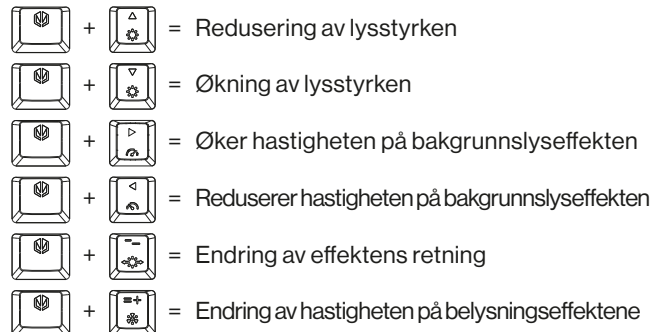 + = Redusering av lysstyrken
+ = Økning av lysstyrken
+ = Øker hastigheten på bakgrunnslyseffekten
+ = Reduserer hastigheten på bakgrunnslyseffekten
+ = Endring av effektens retning
+ = Endring av hastigheten på belysningseffektene